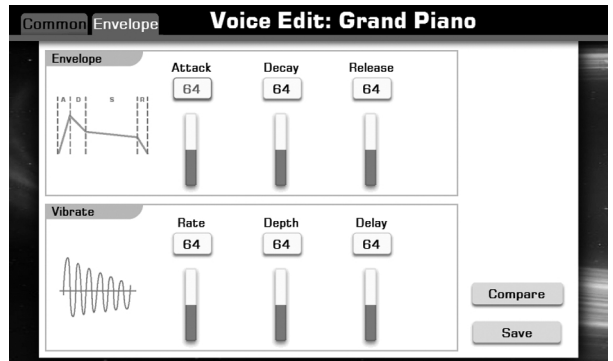 Common Envelope Voice Edit: Grand Piano
Envelope
Attack Decay Release
64 64 64
A D S R
Vibrate
Rate Depth Delay
64 64 64
Compare
Save